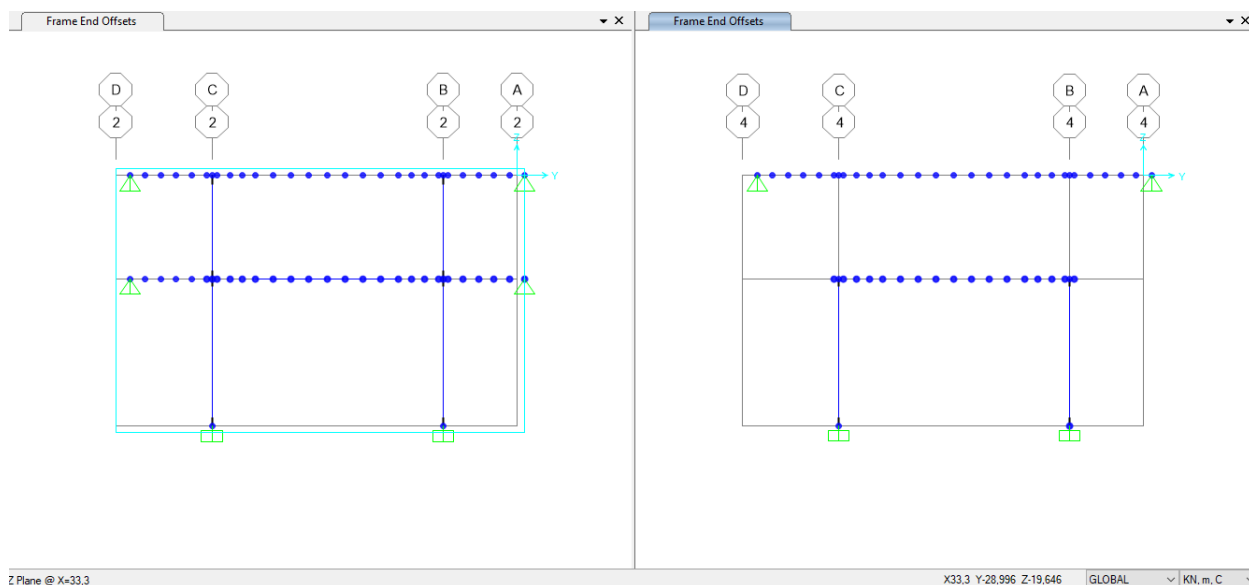 Frame End Offsets
Frame End Offsets
D C B A
2 2 2 2
D C B A
4 4 4 4
Y
Y
Z Plane @ X=33,3
X33,3 Y-28,996 Z-19,646
GLOBAL
KN, m, C